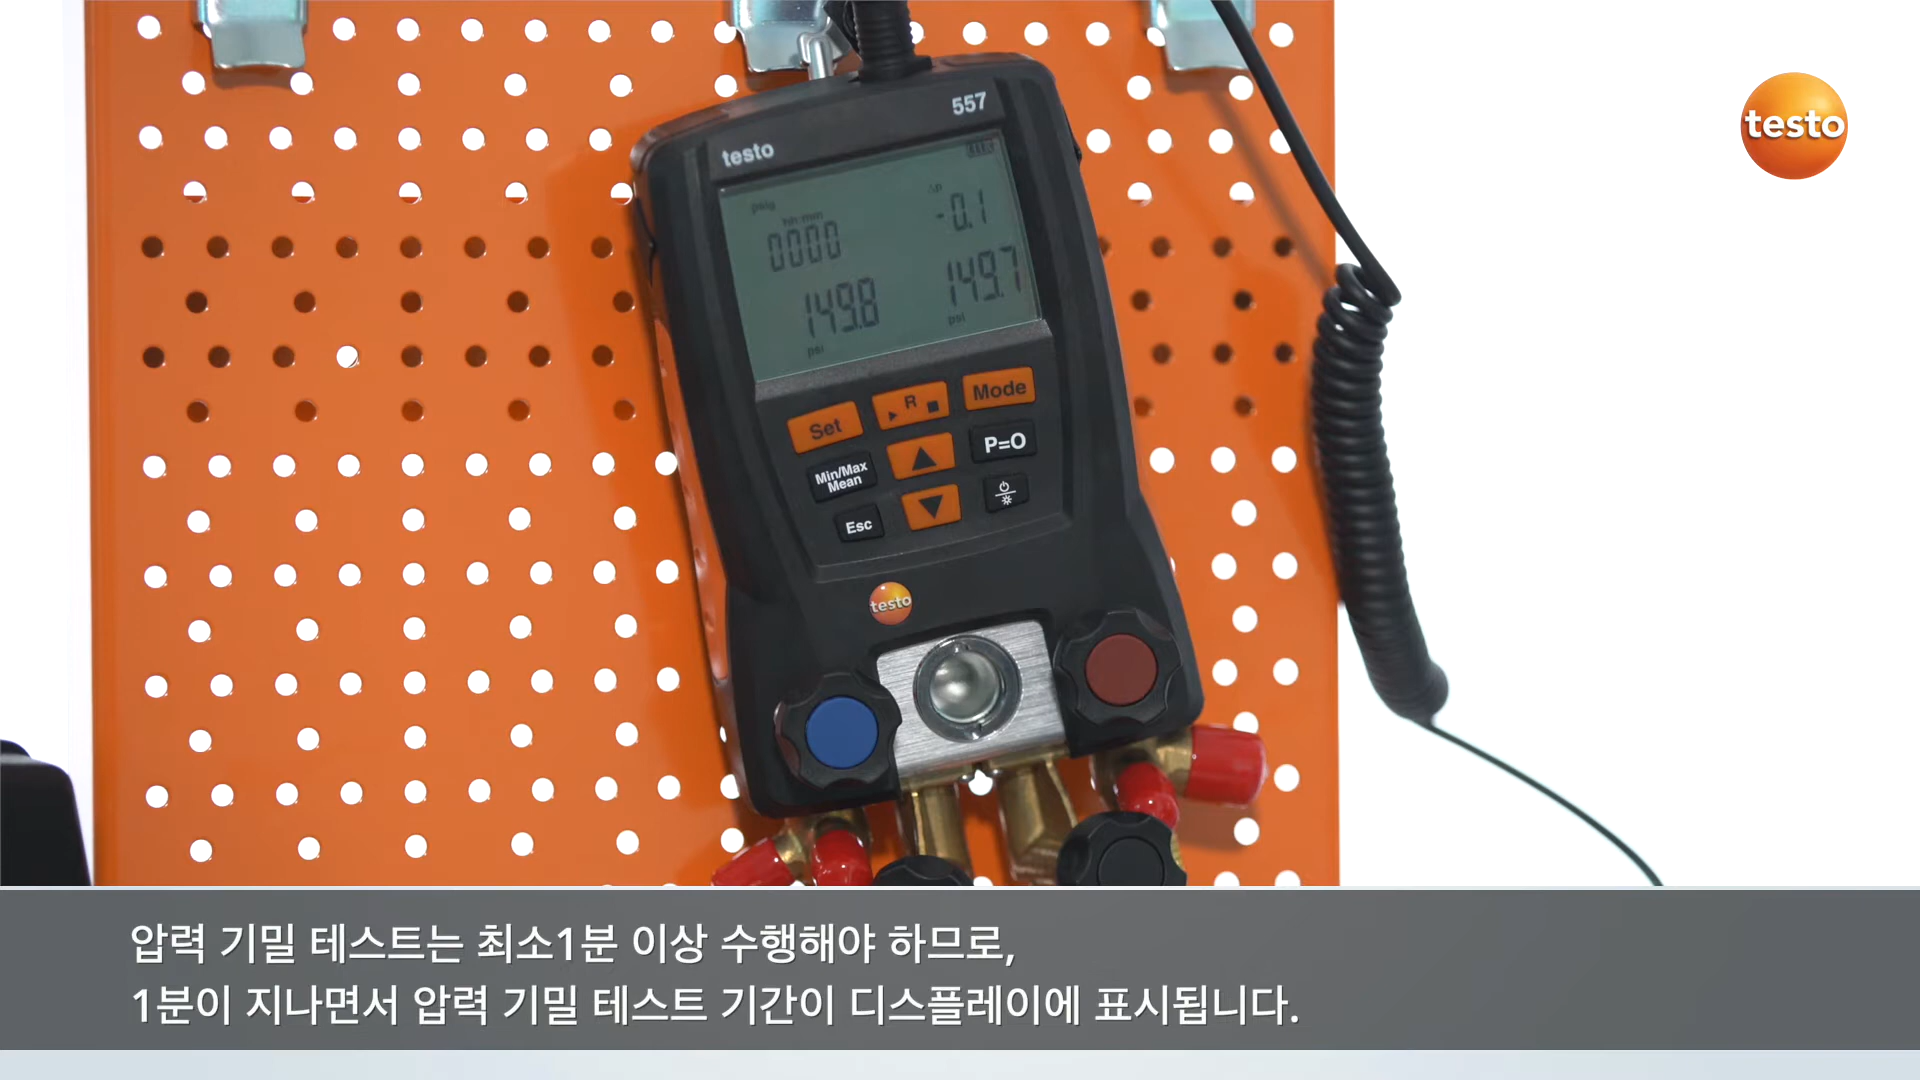 557
testo
testo
psig
hh:min
ΔP
-0.1
0000
149.8
149.7
psi
psi
Set
R
Mode
Min/Max
Mean
P=O
Esc
testo
압력 기밀 테스트는 최소1분 이상 수행해야 하므로,
1분이 지나면서 압력 기밀 테스트 기간이 디스플레이에 표시됩니다.